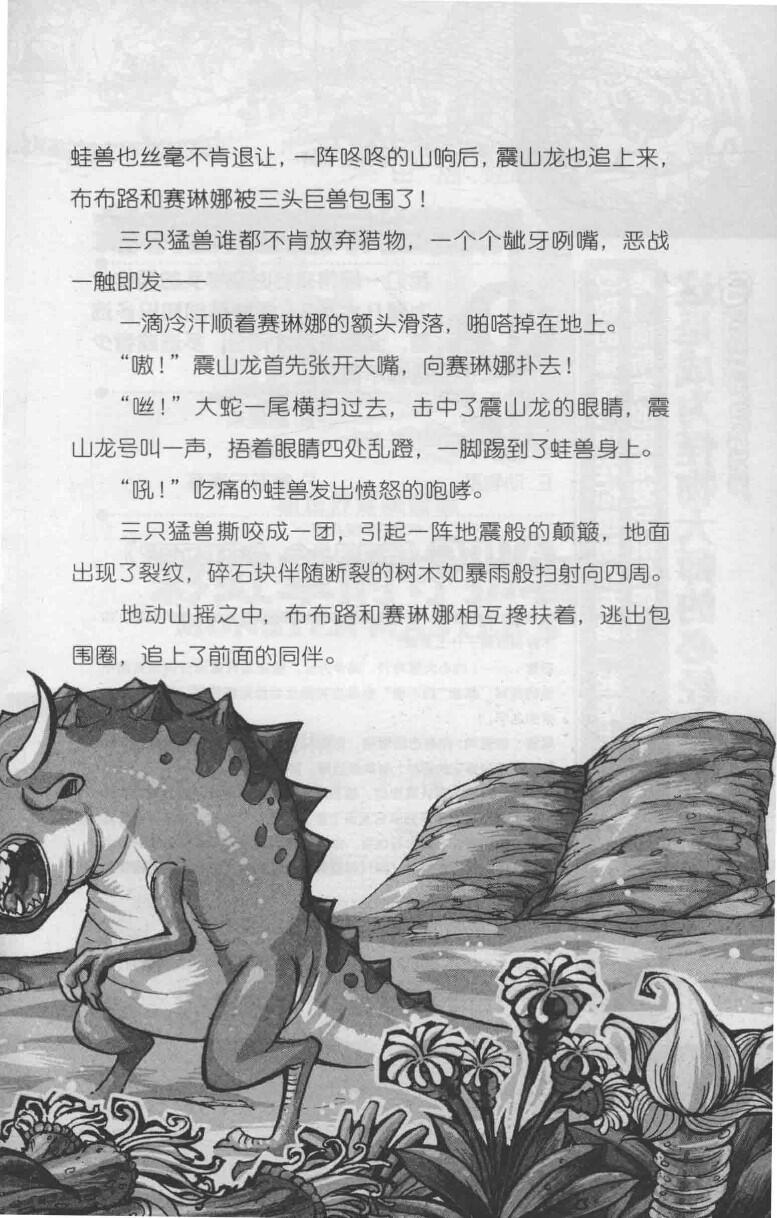 蛙兽也丝毫不肯退让，一阵咚咚的山响后，震山龙也追上来，
布布路和赛琳娜被三头巨兽包围了！
三只猛兽谁都不肯放弃猎物，一个个龇牙咧嘴，恶战
一触即发——
一滴冷汗顺着赛琳娜的额头滑落，啪嗒掉在地上。
“嗷！”震山龙首先张开大嘴，向赛琳娜扑去！
“咝！”大蛇一尾横扫过去，击中了震山龙的眼睛，震
山龙号叫一声，捂着眼睛四处乱蹬，一脚踢到了蛙兽身上。
“吼！”吃痛的蛙兽发出愤怒的咆哮。
三只猛兽撕咬成一团，引起一阵地震般的颠簸，地面
出现了裂纹，碎石块伴随断裂的树木如暴雨般扫射向四周。
地动山摇之中，布布路和赛琳娜相互搀扶着，逃出包
围圈，追上了前面的同伴。